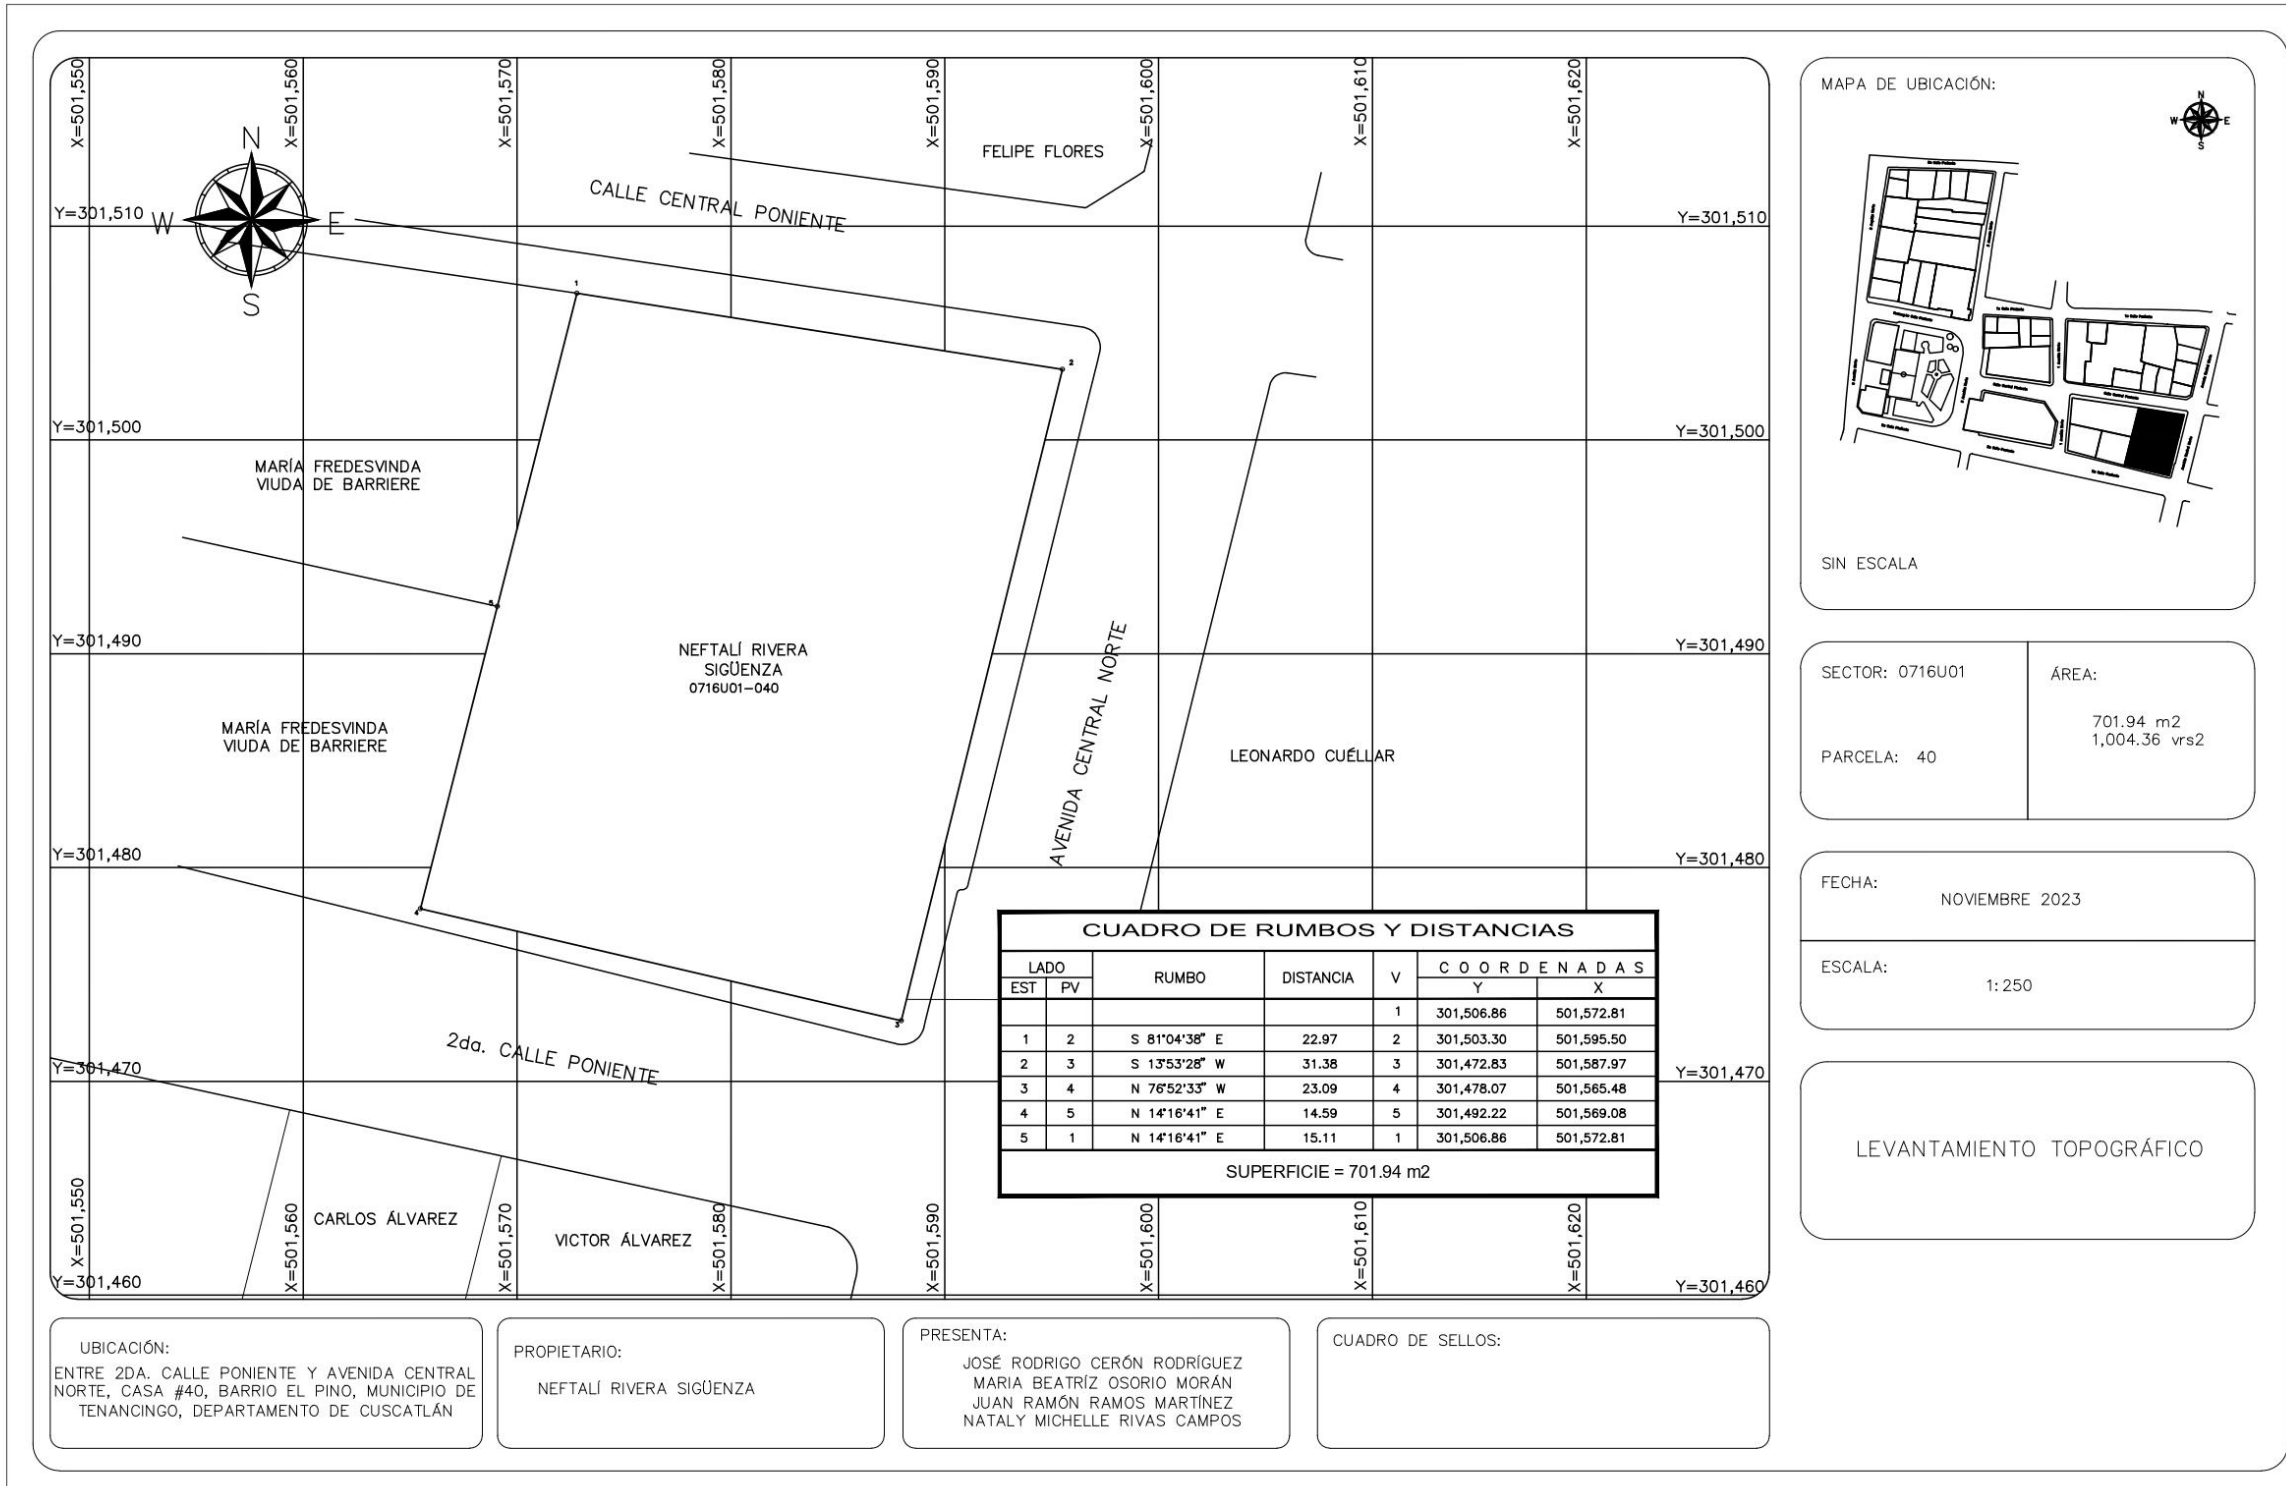 X=501,550
X=501,560
X=501,570
X=501,580
X=501,590
X=501,600
X=501,610
X=501,620
N
W
E
S
Y=301,510
Y=301,510
FELIPE FLORES
CALLE CENTRAL PONIENTE
1
2
Y=301,500
Y=301,500
MARÍA FREDESVINDA
VIUDA DE BARRIERE
5
Y=301,490
Y=301,490
NEFTALÍ RIVERA
SIGÜENZA
0716U01-040
AVENIDA CENTRAL NORTE
MARÍA FREDESVINDA
VIUDA DE BARRIERE
LEONARDO CUÉLLAR
Y=301,480
Y=301,480
4
3
2da. CALLE PONIENTE
Y=301,470
Y=301,470
CUADRO DE RUMBOS Y DISTANCIAS
LADO RUMBO DISTANCIA V COORDENADAS
EST PV Y X
1 301,506.86 501,572.81
1 2 S 81°04'38" E 22.97 2 301,503.30 501,595.50
2 3 S 13°53'28" W 31.38 3 301,472.83 501,587.97
3 4 N 76°52'33" W 23.09 4 301,478.07 501,565.48
4 5 N 14°16'41" E 14.59 5 301,492.22 501,569.08
5 1 N 14°16'41" E 15.11 1 301,506.86 501,572.81
SUPERFICIE = 701.94 m2
CARLOS ÁLVAREZ
VICTOR ÁLVAREZ
X=501,550
X=501,560
X=501,570
X=501,580
X=501,590
X=501,600
X=501,610
X=501,620
Y=301,460
Y=301,460
UBICACIÓN:
ENTRE 2DA. CALLE PONIENTE Y AVENIDA CENTRAL
NORTE, CASA #40, BARRIO EL PINO, MUNICIPIO DE
TENANCINGO, DEPARTAMENTO DE CUSCATLÁN
PROPIETARIO:
NEFTALÍ RIVERA SIGÜENZA
PRESENTA:
JOSÉ RODRIGO CERÓN RODRÍGUEZ
MARIA BEATRÍZ OSORIO MORÁN
JUAN RAMÓN RAMOS MARTÍNEZ
NATALY MICHELLE RIVAS CAMPOS
CUADRO DE SELLOS:
MAPA DE UBICACIÓN:
N
W
E
S
SIN ESCALA
SECTOR: 0716U01
PARCELA: 40
ÁREA:
701.94 m2
1,004.36 vrs2
FECHA:
NOVIEMBRE 2023
ESCALA:
1:250
LEVANTAMIENTO TOPOGRÁFICO